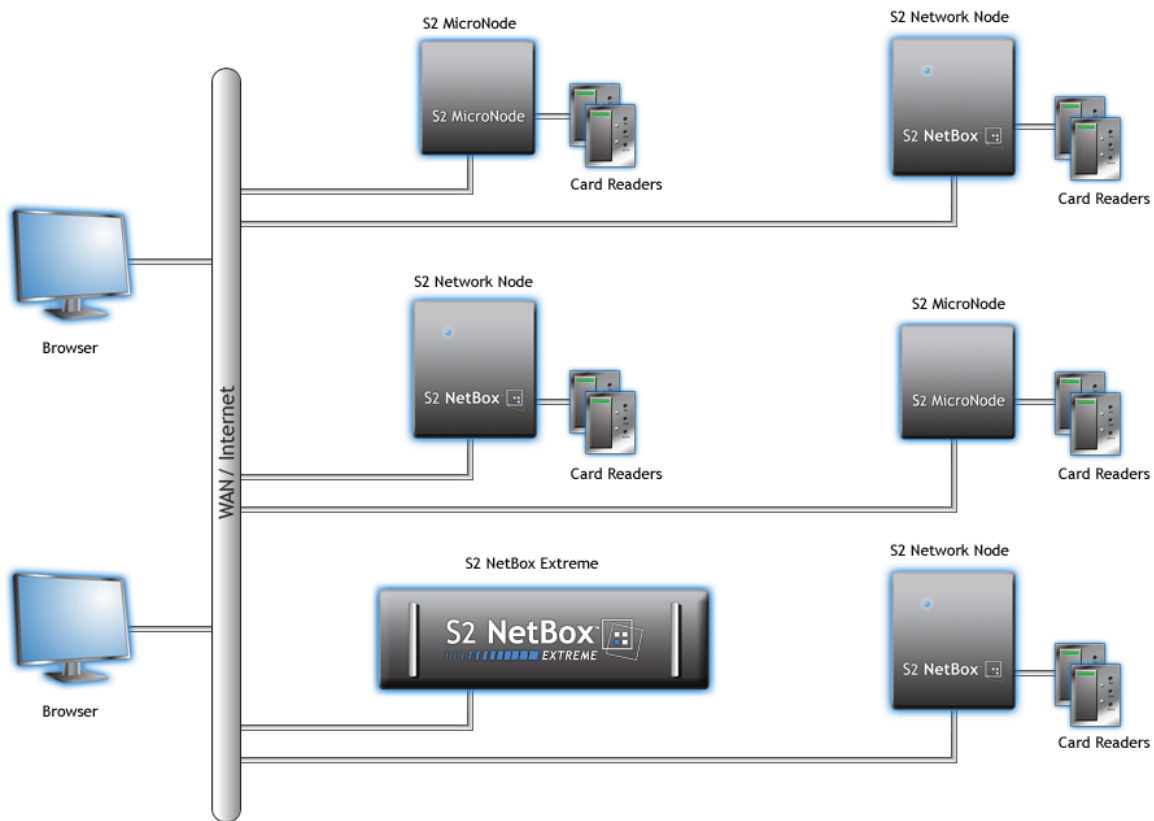 S2 MicroNode
S2 MicroNode
Card Readers
S2 Network Node
S2 NetBox
Card Readers
Browser
S2 Network Node
S2 NetBox
Card Readers
S2 MicroNode
S2 MicroNode
Card Readers
WAN/ Internet
Browser
S2 NetBox Extreme
S2 NetBox™
EXTREME
S2 Network Node
S2 NetBox
Card Readers